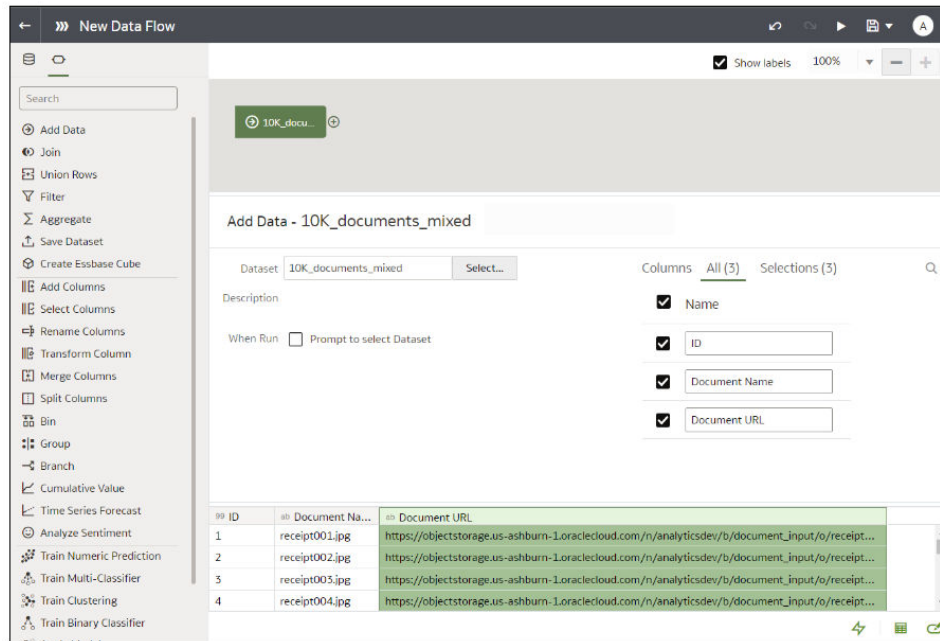 New Data Flow
A
Show labels 100%
Search
Add Data
Join
Union Rows
Filter
Aggregate
Save Dataset
Create Essbase Cube
Add Columns
Select Columns
Rename Columns
Transform Column
Merge Columns
Split Columns
Bin
Group
Branch
Cumulative Value
Time Series Forecast
Analyze Sentiment
Train Numeric Prediction
Train Multi-Classifier
Train Clustering
Train Binary Classifier
10K_docu...
Add Data - 10K_documents_mixed
Dataset 10K_documents_mixed Select...
Description
When Run Prompt to select Dataset
Columns All (3) Selections (3)
Name
ID
Document Name
Document URL
99 ID ab Document Na... ab Document URL
1 receipt001.jpg https://objectstorage.us-ashburn-1.oraclecloud.com/n/analyticsdev/b/document_input/o/receipt...
2 receipt002.jpg https://objectstorage.us-ashburn-1.oraclecloud.com/n/analyticsdev/b/document_input/o/receipt...
3 receipt003.jpg https://objectstorage.us-ashburn-1.oraclecloud.com/n/analyticsdev/b/document_input/o/receipt...
4 receipt004.jpg https://objectstorage.us-ashburn-1.oraclecloud.com/n/analyticsdev/b/document_input/o/receipt...